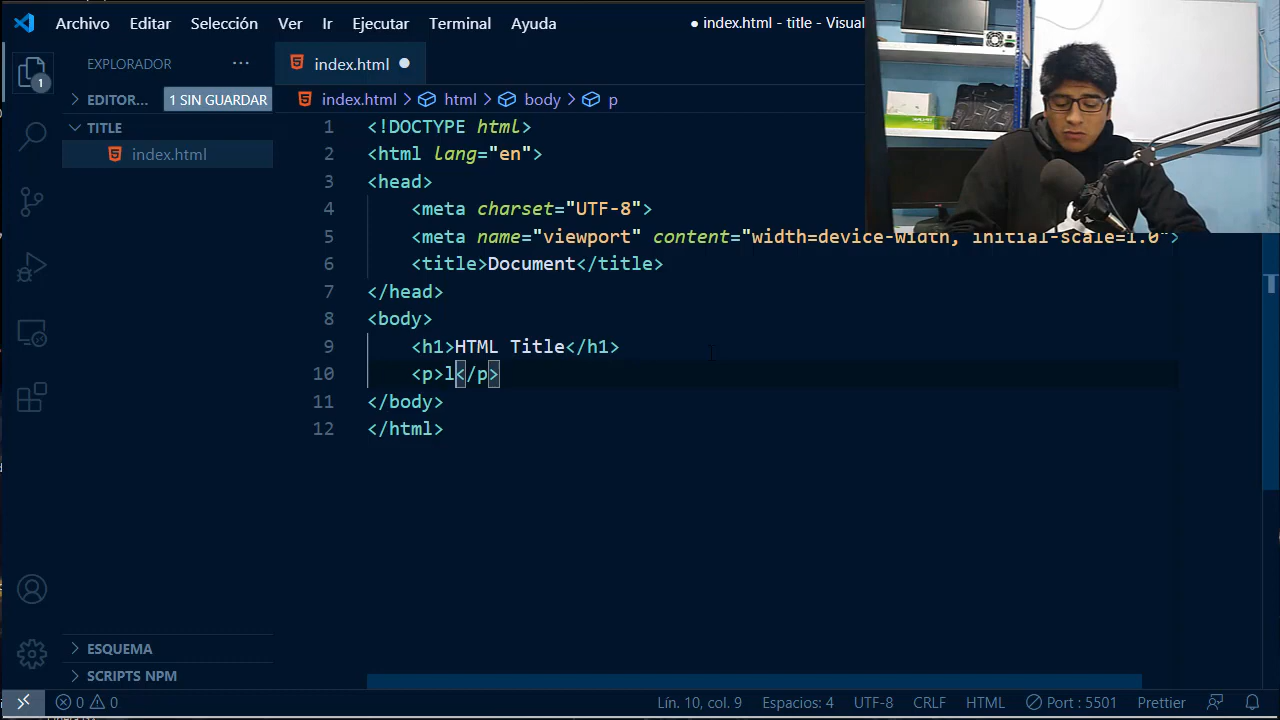 Archivo Editar Selección Ver Ir Ejecutar Terminal Ayuda ● index.html - title - Visual
EXPLORADOR ···
index.html ●
1
EDITOR... 1 SIN GUARDAR
index.html > html > body > p
TITLE
index.html
1 <!DOCTYPE html>
2 <html lang="en">
3 <head>
4 <meta charset="UTF-8">
5 <meta name="viewport" content="width=device-width, initial-scale=1.0">
6 <title>Document</title>
7 </head>
8 <body>
9 <h1>HTML Title</h1>
10 <p>l</p>
11 </body>
12 </html>
ESQUEMA
SCRIPTS NPM
0 0 Lín. 10, col. 9 Espacios: 4 UTF-8 CRLF HTML Port : 5501 Prettier